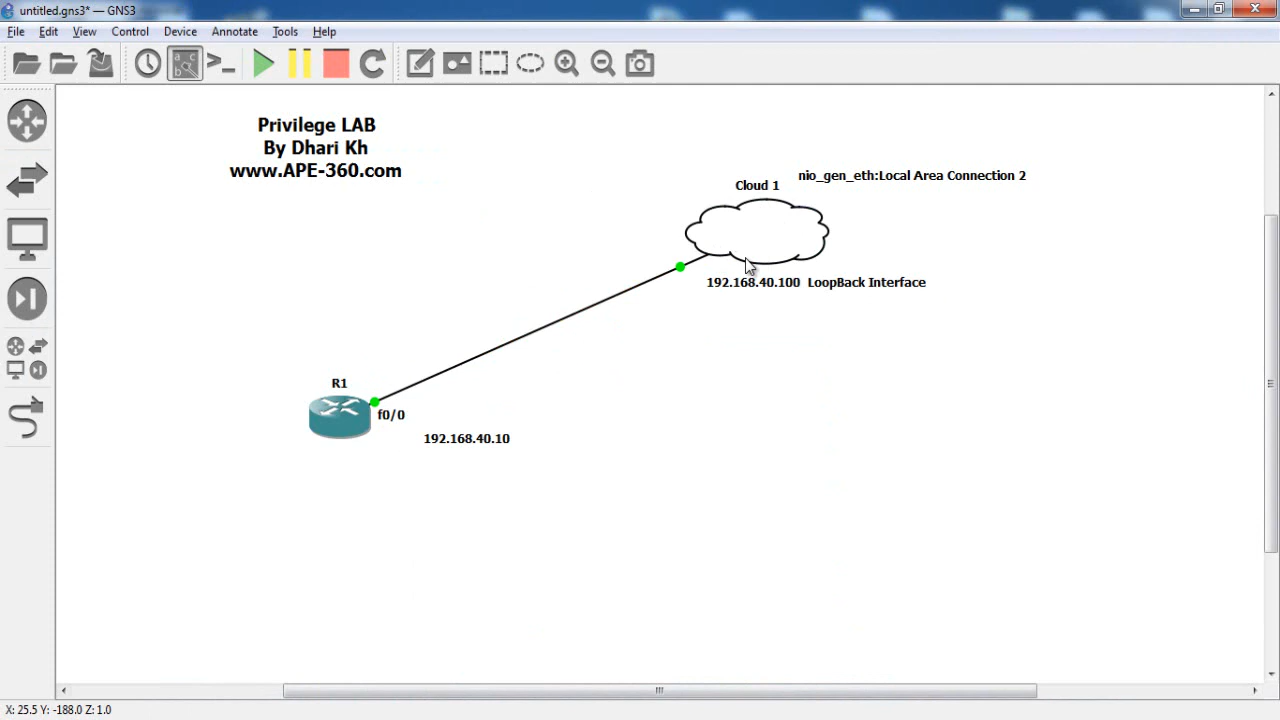 untitled.gns3* — GNS3
File Edit View Control Device Annotate Tools Help
Privilege LAB
By Dhari Kh
www.APE-360.com
nio_gen_eth:Local Area Connection 2
Cloud 1
192.168.40.100 LoopBack Interface
R1
f0/0
192.168.40.10
X: 25.5 Y: -188.0 Z: 1.0